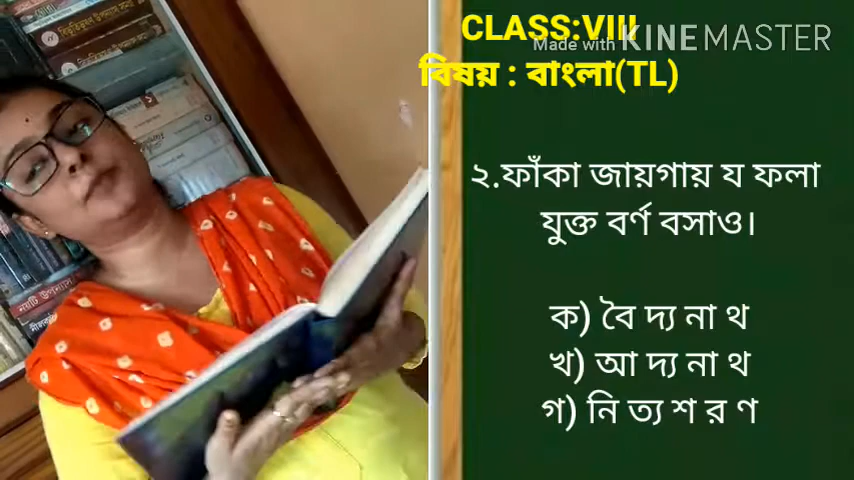 CLASS:VIII
Made with KINEMASTER
বিষয় : বাংলা(TL)
২.ফাঁকা জায়গায় য ফলা
যুক্ত বর্ণ বসাও।
ক) বৈ দ্য না থ
খ) আ দ্য না থ
গ) নি ত্য শ র ণ